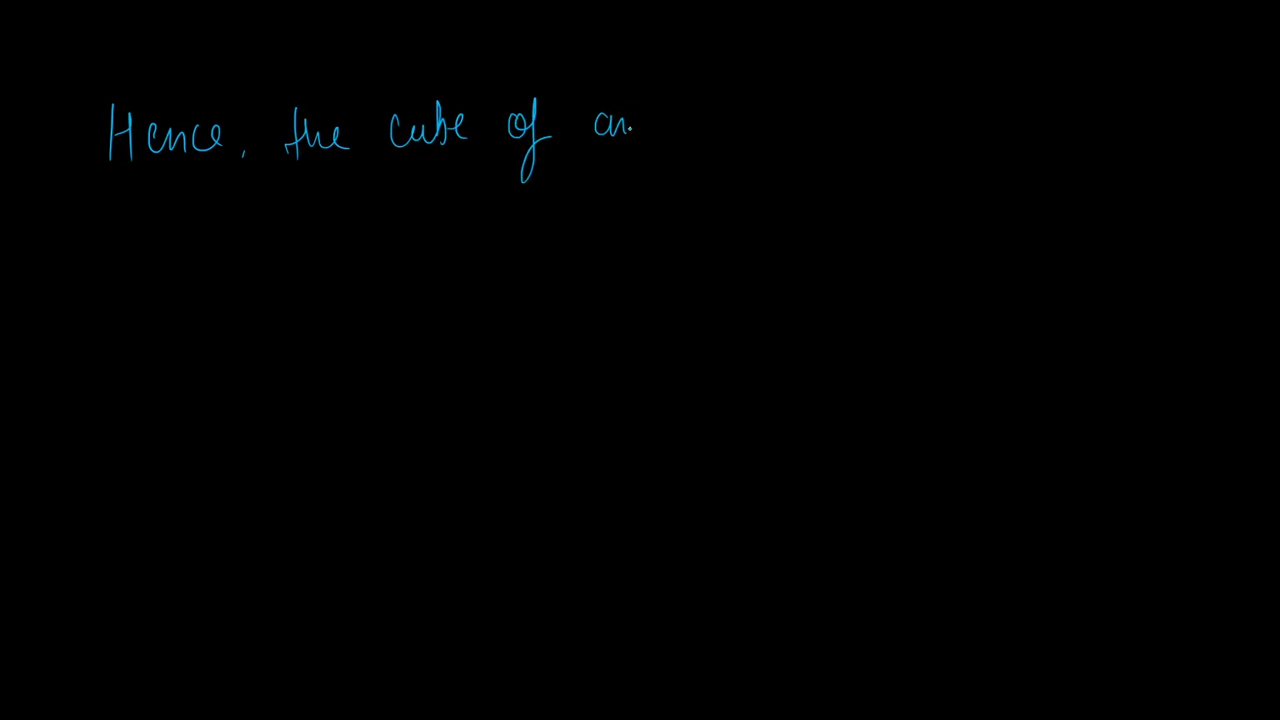 Hence, the cube of an